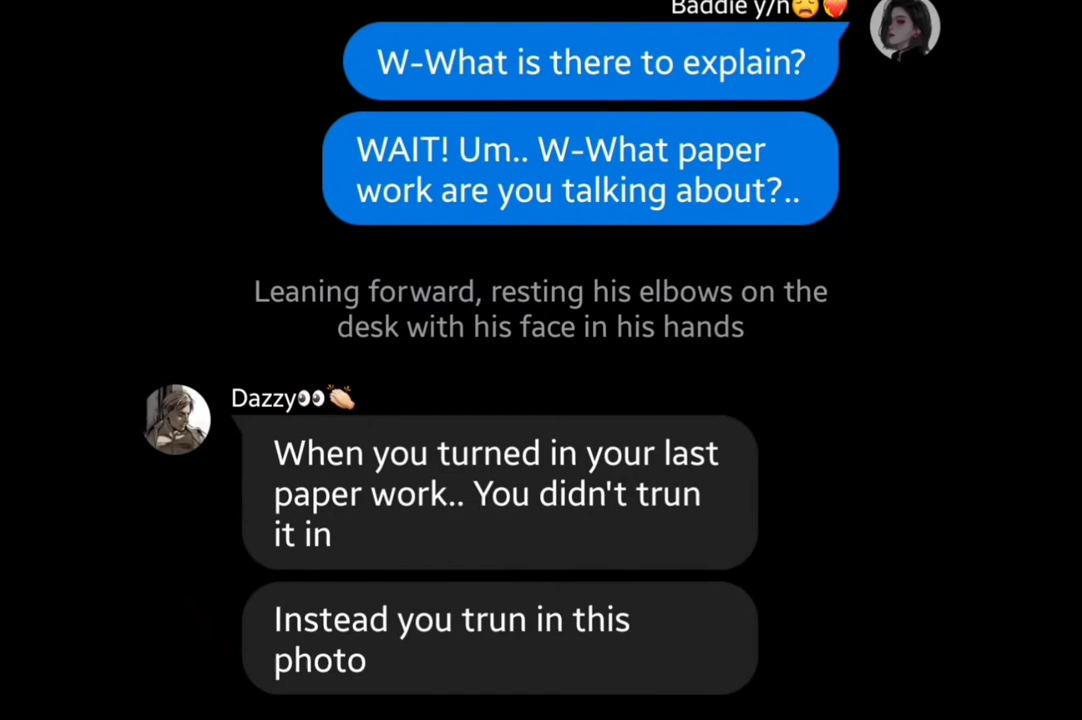 Baddie y/n😩❤️‍🔥
W-What is there to explain?
WAIT! Um.. W-What paper
work are you talking about?..
Leaning forward, resting his elbows on the
desk with his face in his hands
Dazzy👀👏🏻
When you turned in your last
paper work.. You didn't trun
it in
Instead you trun in this
photo